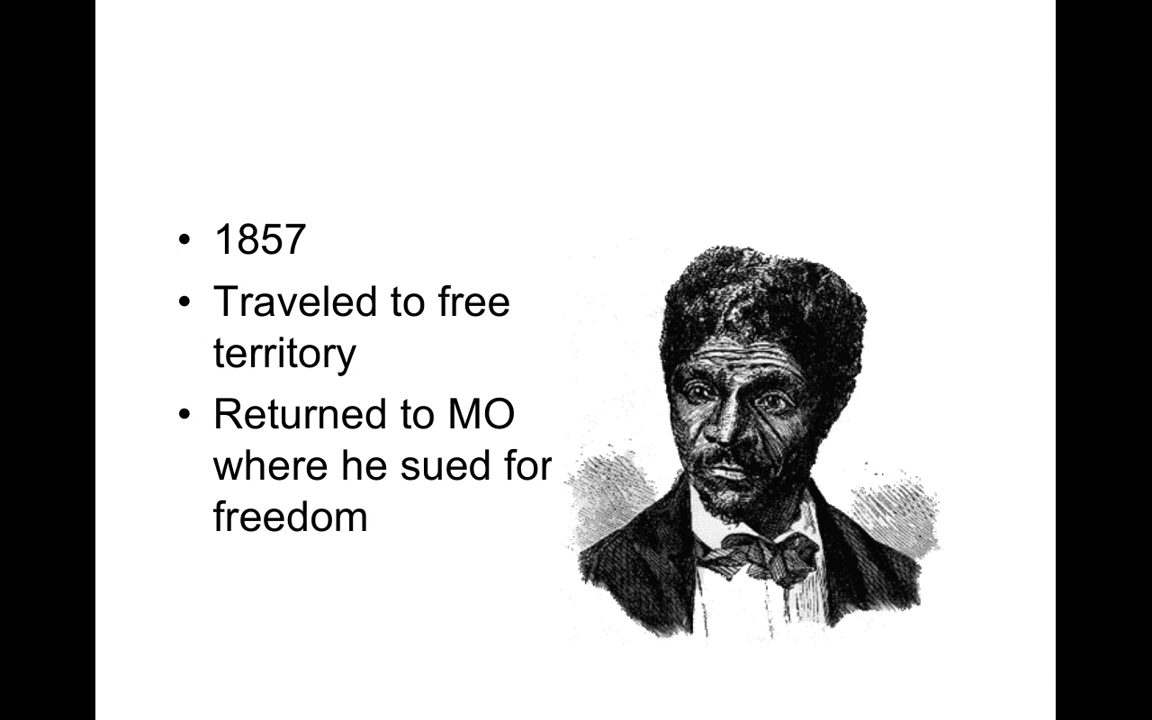 • 1857
• Traveled to free
territory
• Returned to MO
where he sued for
freedom